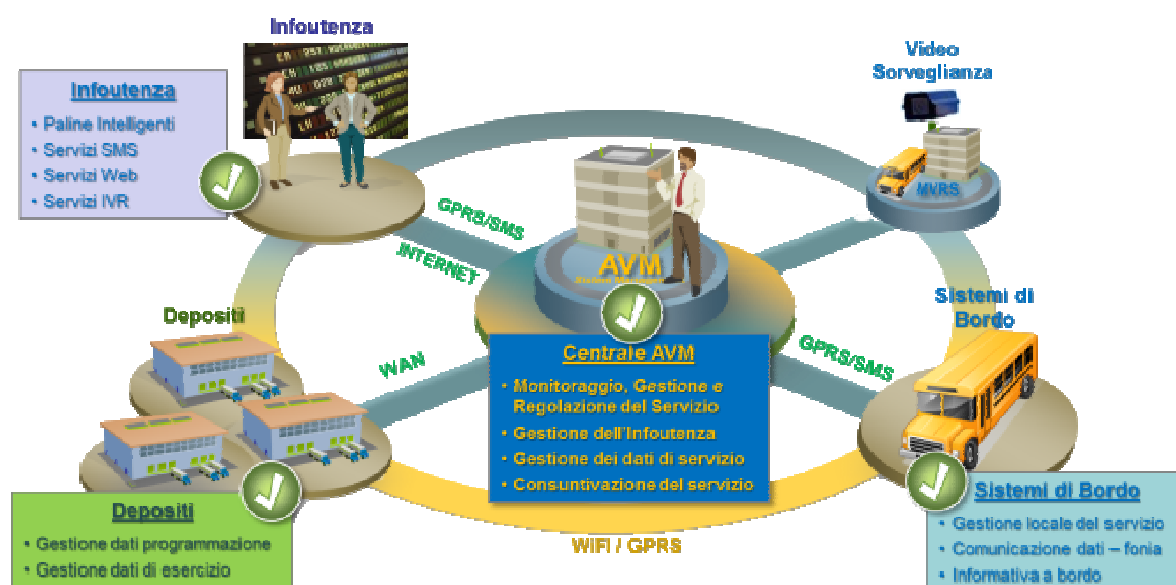 Infoutenza
Video
Sorveglianza
Infoutenza
• Paline Intelligenti
• Servizi SMS
• Servizi Web
• Servizi IVR
MVRS
GPRS/SMS
INTERNET
AVM
Sistemi di
Bordo
Depositi
WAN
GPRS/SMS
Centrale AVM
• Monitoraggio, Gestione e
Regolazione del Servizio
• Gestione dell'Infoutenza
• Gestione dei dati di servizio
• Consuntivazione del servizio
Depositi
• Gestione dati programmazione
• Gestione dati di esercizio
WIFI / GPRS
Sistemi di Bordo
• Gestione locale del servizio
• Comunicazione dati – fonia
• Informativa a bordo